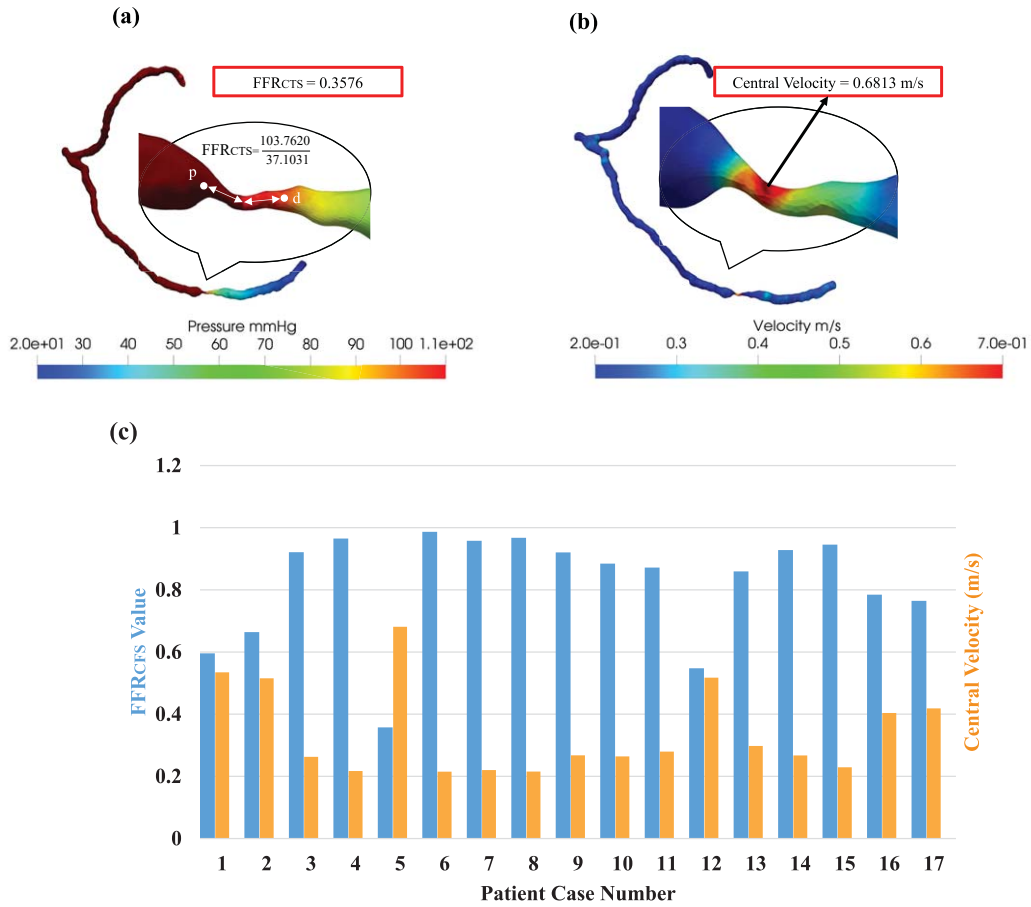 (a)
(b)
FFRCTS = 0.3576
Central Velocity = 0.6813 m/s
FFRCTS=103.7620
37.1031
p
d
Pressure mmHg
2.0e+01 30 40 50 60 70 80 90 100 1.1e+02
Velocity m/s
2.0e-01 0.3 0.4 0.5 0.6 7.0e-01
(c)
1.2
1
0.8
0.6
0.4
0.2
0
FFRCFS Value
Central Velocity (m/s)
1 2 3 4 5 6 7 8 9 10 11 12 13 14 15 16 17
Patient Case Number